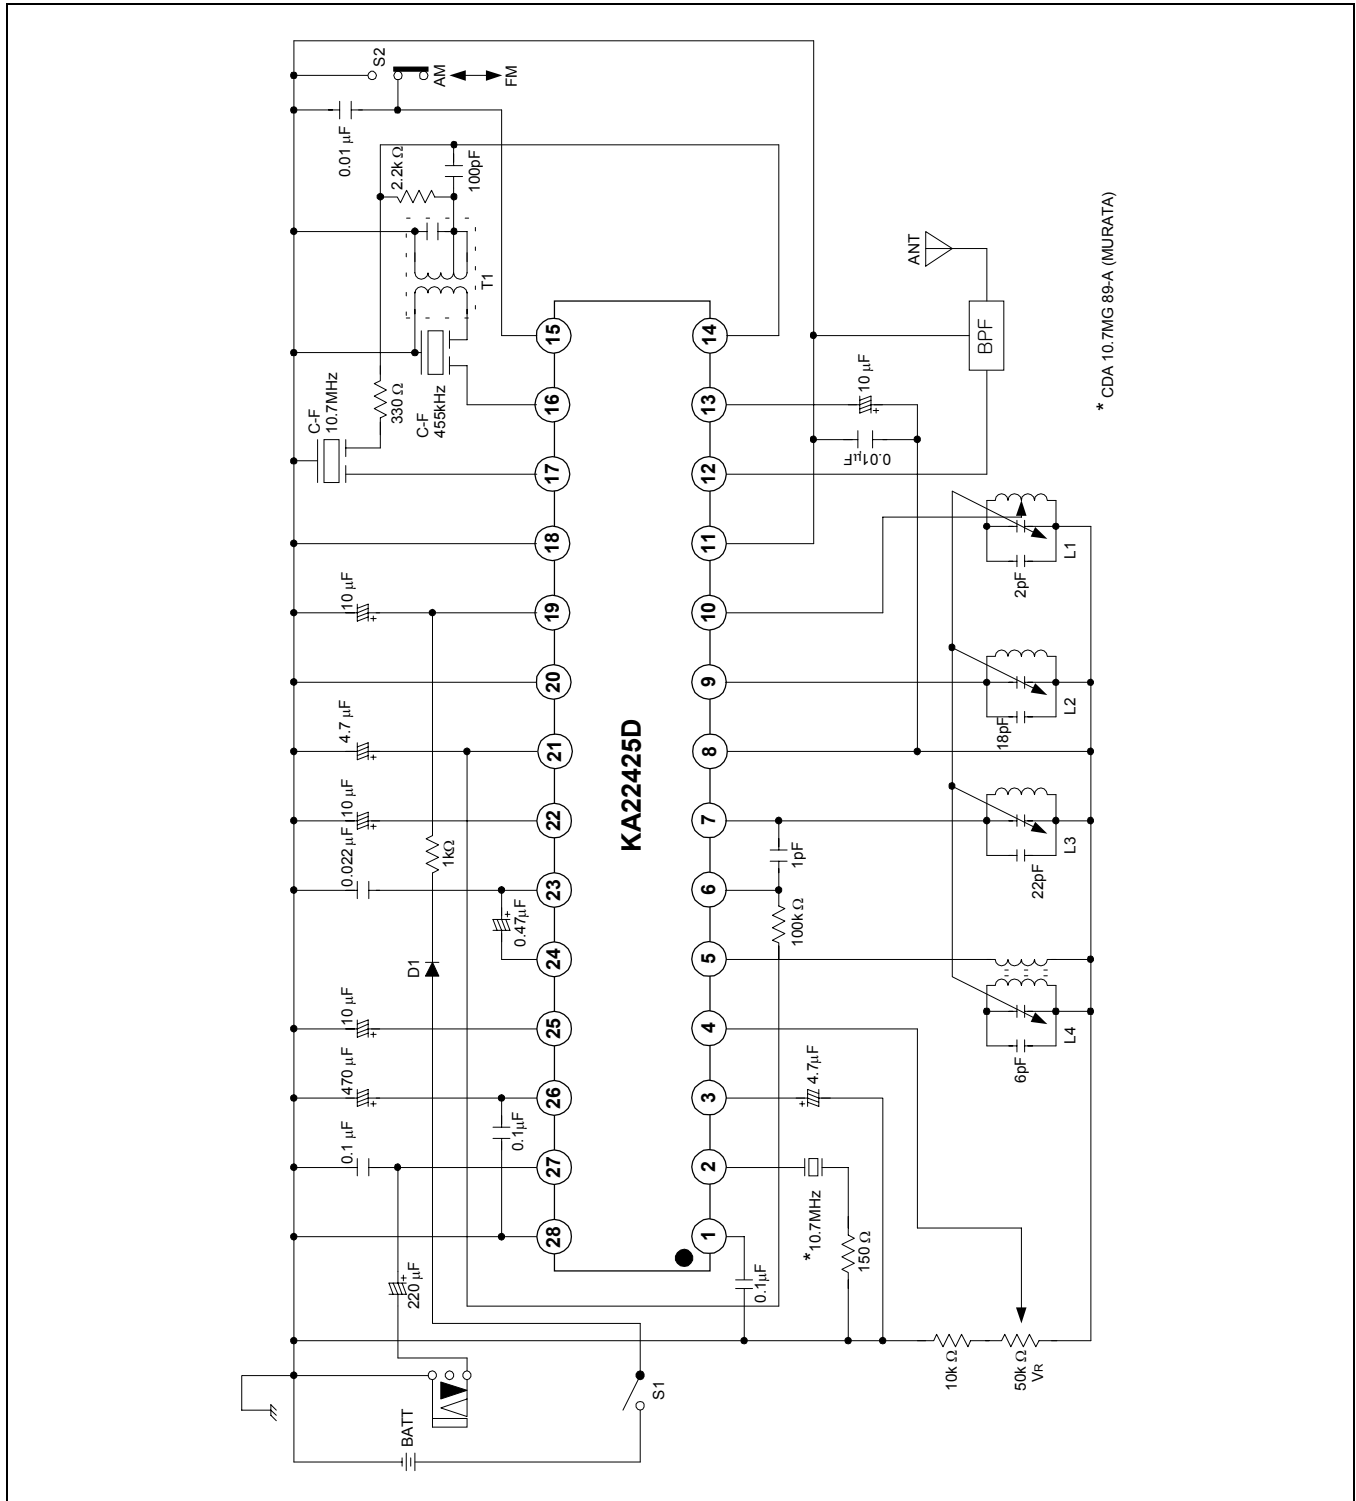 S2
AM
FM
0.01 µF
2.2k Ω
100pF
T1
C-F
10.7MHz
330 Ω
C-F
455kHz
ANT
BPF
* CDA 10.7MG 89-A (MURATA)
15
14
16
13
10 µF
17
12
0.01µF
18
11
10 µF
19
10
2pF
L1
20
9
18pF
L2
4.7 µF
21
8
KA22425D
10 µF
22
7
1pF
22pF
L3
0.022 µF
1kΩ
23
6
0.47µF
100k Ω
D1
24
5
10 µF
25
4
6pF
L4
470 µF
26
3
4.7µF
0.1 µF
0.1µF
27
2
*10.7MHz
150 Ω
28
1
0.1µF
220 µF
10k Ω
50k Ω
VR
S1
BATT